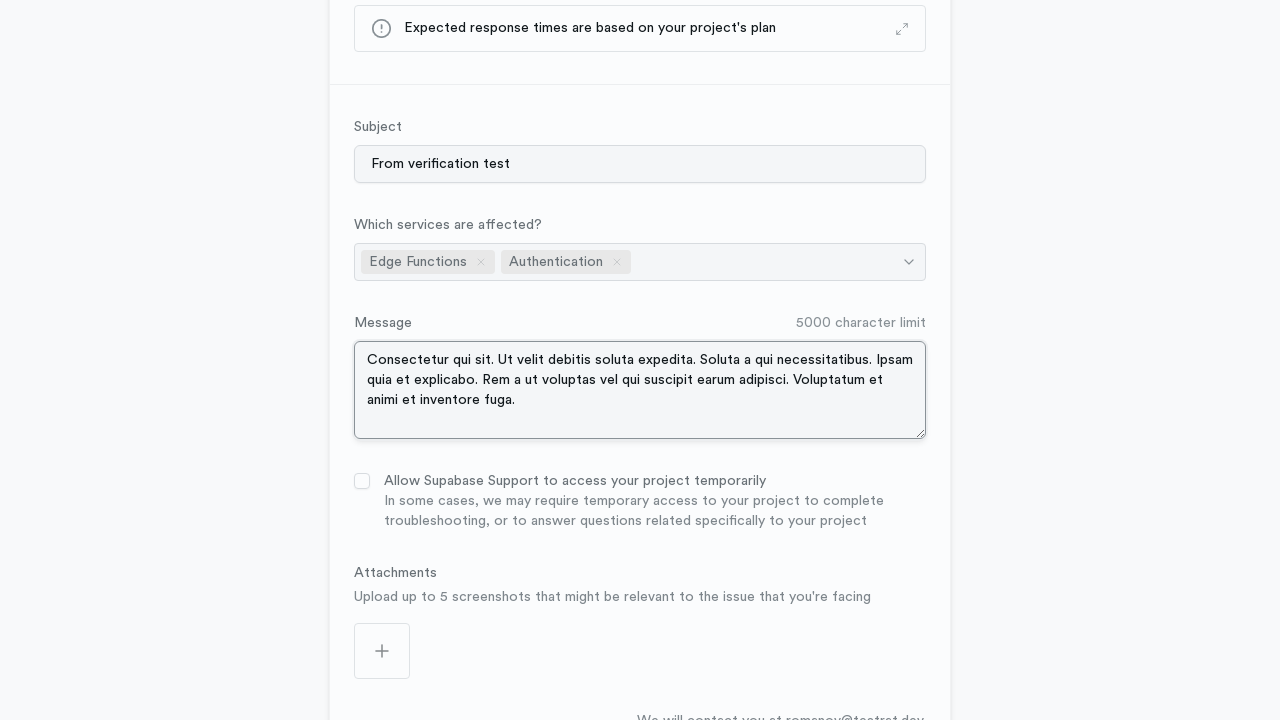 Expected response times are based on your project's plan
Subject
From verification test
Which services are affected?
Edge Functions Authentication
Message 5000 character limit
Consectetur qui sit. Ut velit debitis soluta expedita. Soluta a qui necessitatibus. Ipsam
quia et explicabo. Rem a ut voluptas vel qui suscipit earum adipisci. Voluptatum et
animi et inventore fuga.
Allow Supabase Support to access your project temporarily
In some cases, we may require temporary access to your project to complete
troubleshooting, or to answer questions related specifically to your project
Attachments
Upload up to 5 screenshots that might be relevant to the issue that you're facing
We will contact you at